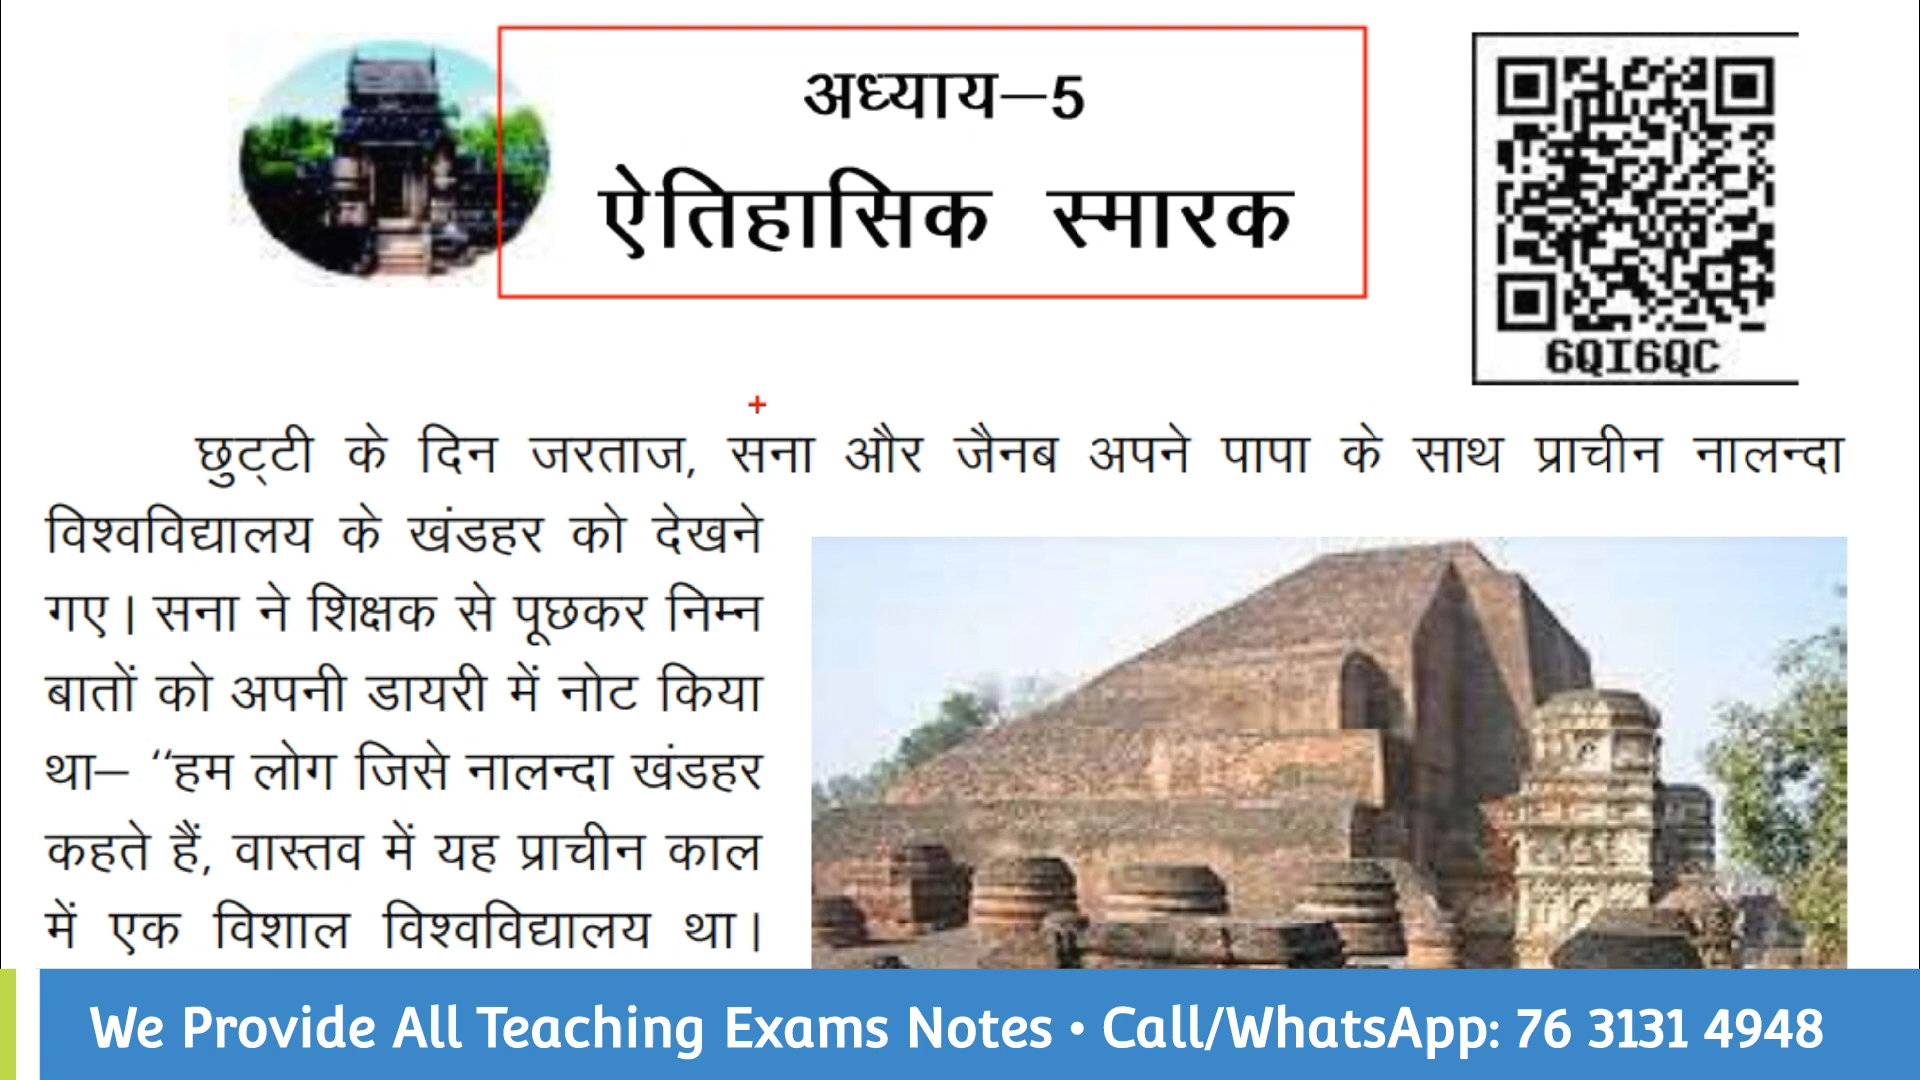 अध्याय–5
ऐतिहासिक स्मारक
6QI6QC
छुट्टी के दिन जरताज, सना और जैनब अपने पापा के साथ प्राचीन नालन्दा
विश्वविद्यालय के खंडहर को देखने
गए। सना ने शिक्षक से पूछकर निम्न
बातों को अपनी डायरी में नोट किया
था– “हम लोग जिसे नालन्दा खंडहर
कहते हैं, वास्तव में यह प्राचीन काल
में एक विशाल विश्वविद्यालय था।
We Provide All Teaching Exams Notes • Call/WhatsApp: 76 3131 4948